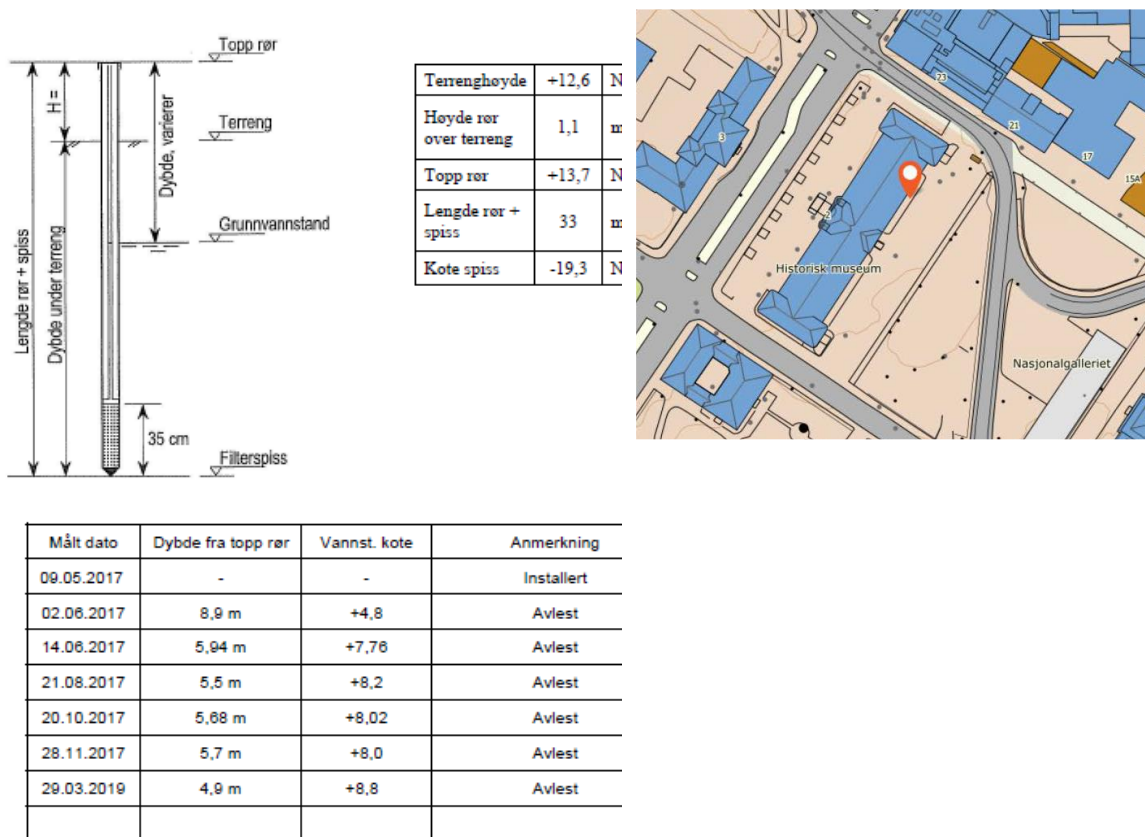 Topp rør
H =
Terreng
Dybde, varierer
Grunnvannstand
Lengde rør + spiss
Dybde under terreng
35 cm
Filterspiss
Terrenghøyde +12,6 N
Høyde rør over terreng 1,1 m
Topp rør +13,7 N
Lengde rør + spiss 33 m
Kote spiss -19,3 N
23
21
17
15A
3
2
Historisk museum
Nasjonalgalleriet
Målt dato Dybde fra topp rør Vannst. kote Anmerkning
09.05.2017 - - Installert
02.06.2017 8,9 m +4,8 Avlest
14.06.2017 5,94 m +7,76 Avlest
21.08.2017 5,5 m +8,2 Avlest
20.10.2017 5,68 m +8,02 Avlest
28.11.2017 5,7 m +8,0 Avlest
29.03.2019 4,9 m +8,8 Avlest